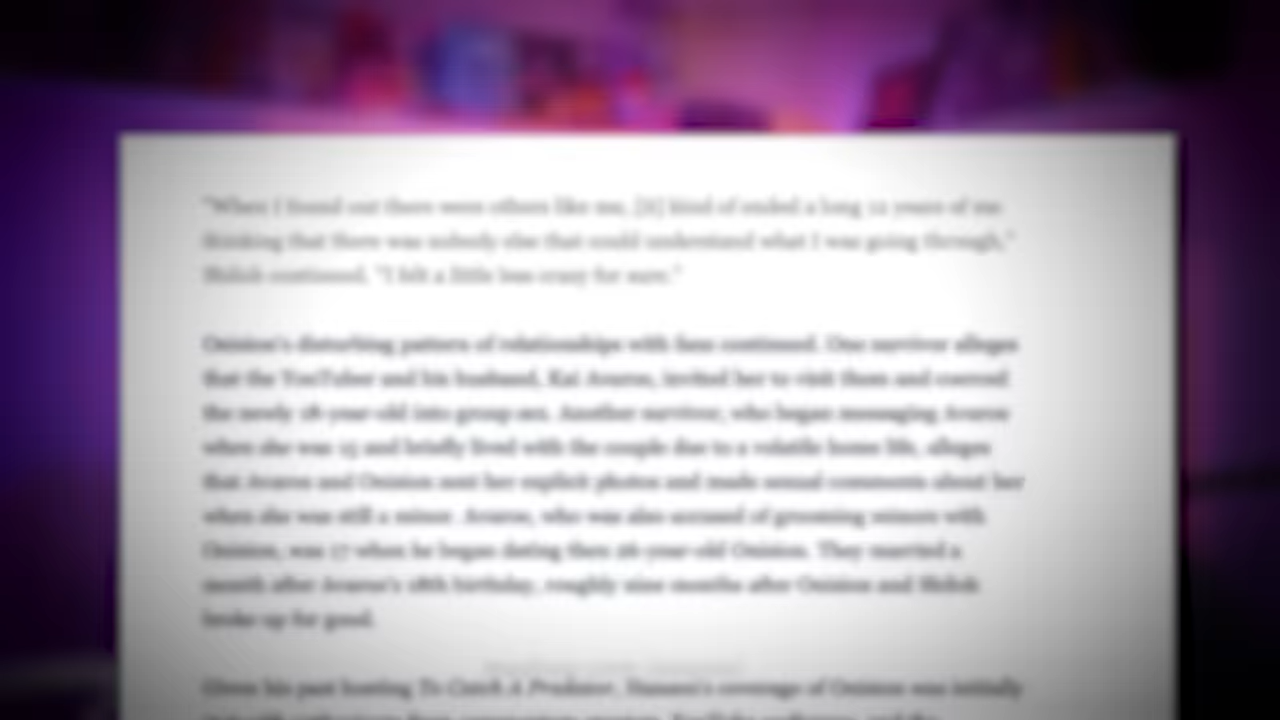 "When I found out there were others like me, [it] kind of ended a long 12 years of me
thinking that there was nobody else that could understand what I was going through,"
Shiloh continued. "I felt a little less crazy for sure."
Onision's disturbing pattern of relationships with fans continued. One survivor alleges
that the YouTuber and his husband, Kai Avaroe, invited her to visit them and coerced
the newly 18-year-old into group sex. Another survivor, who began messaging Avaroe
when she was 15 and briefly lived with the couple due to a volatile home life, alleges
that Avaroe and Onision sent her explicit photos and made sexual comments about her
when she was still a minor. Avaroe, who was also accused of grooming minors with
Onision, was 17 when he began dating then 26-year-old Onision. They married a
month after Avaroe's 18th birthday, roughly nine months after Onision and Shiloh
broke up for good.
Given his past hosting To Catch A Predator, Hansen's coverage of Onision was initially